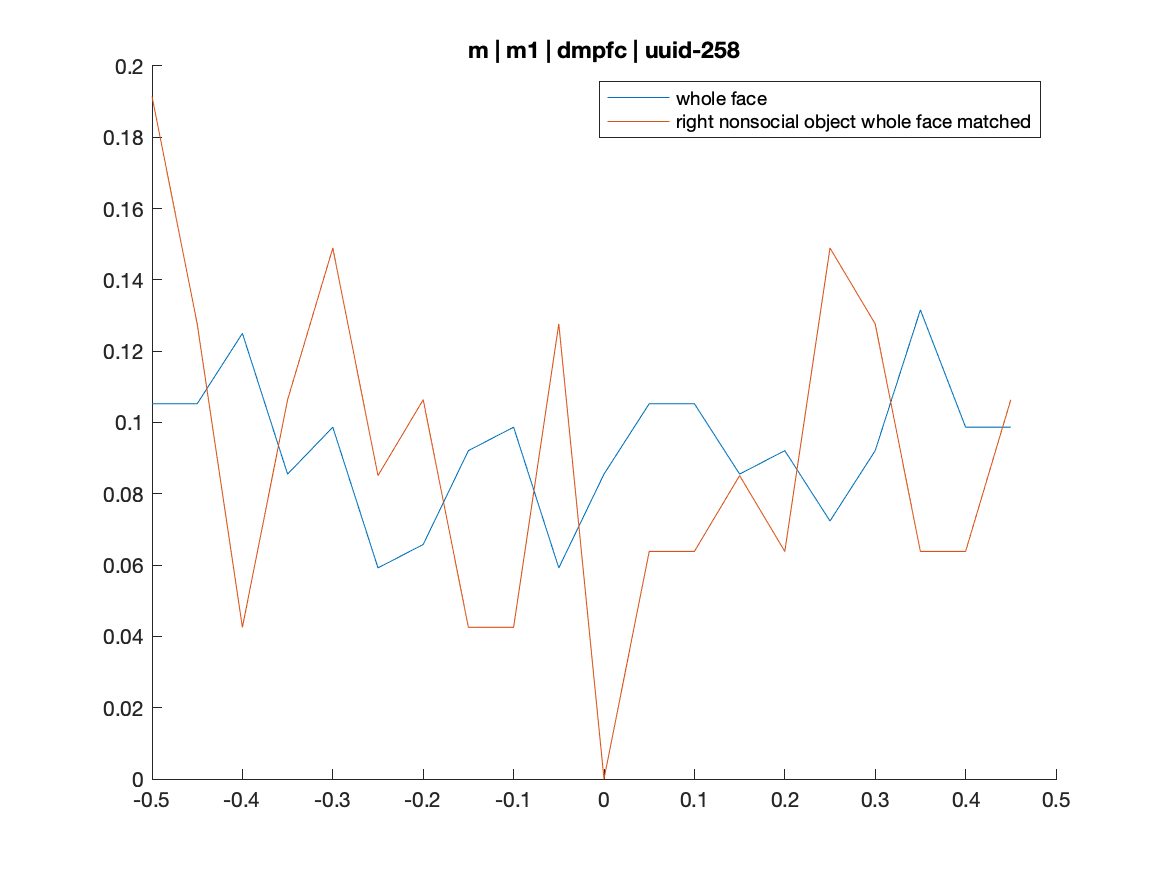 m | m1 | dmpfc | uuid-258
whole face
right nonsocial object whole face matched
0.2
0.18
0.16
0.14
0.12
0.1
0.08
0.06
0.04
0.02
0
-0.5 -0.4 -0.3 -0.2 -0.1 0 0.1 0.2 0.3 0.4 0.5